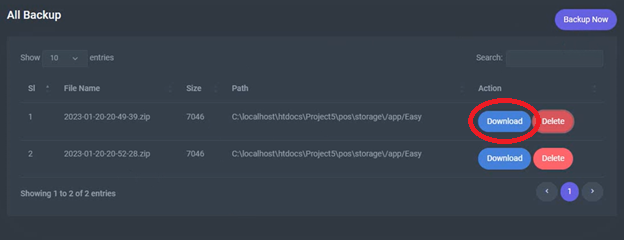 All Backup
Backup Now
Show 10 entries Search:
Sl File Name Size Path Action
1 2023-01-20-20-49-39.zip 7046 C:\localhost\htdocs\Project5\pos\storage\/app/Easy Download Delete
2 2023-01-20-20-52-28.zip 7046 C:\localhost\htdocs\Project5\pos\storage\/app/Easy Download Delete
Showing 1 to 2 of 2 entries ‹ 1 ›